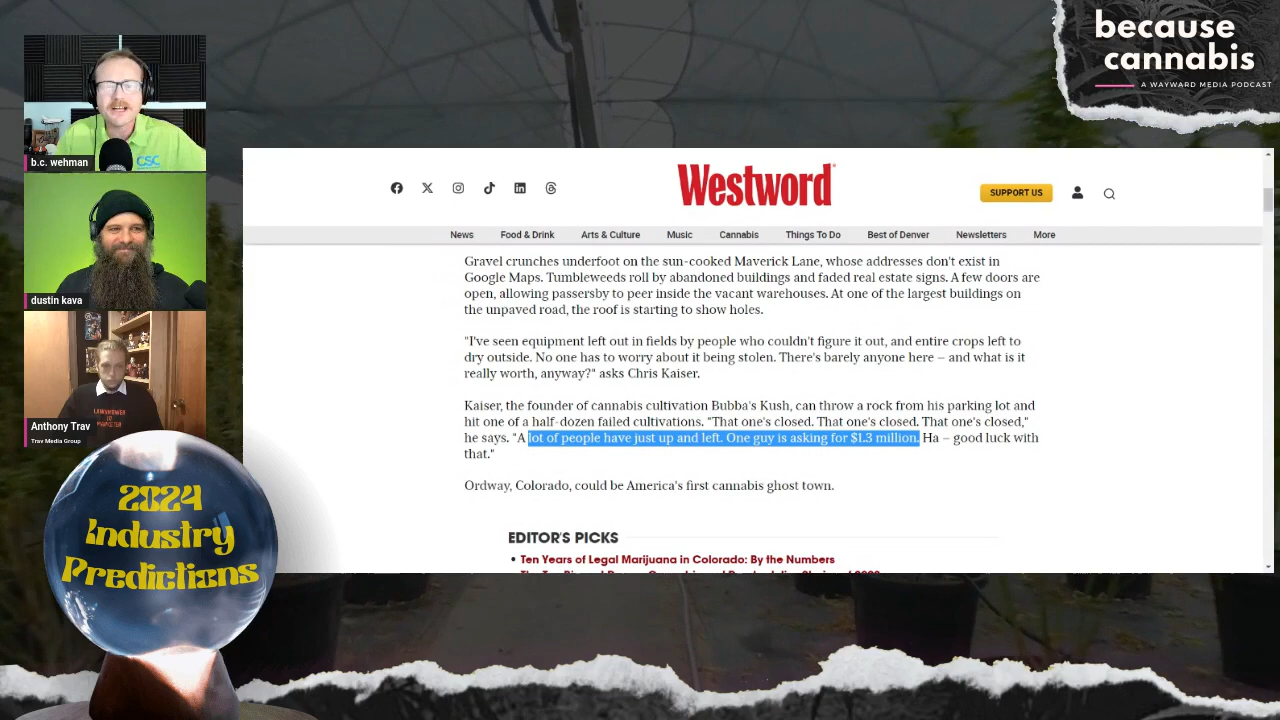 because
cannabis
A WAYWARD MEDIA PODCAST
CSC
b.c. wehman
dustin kava
LAWNMOWER
TO
Anthony Trav
Trav Media Group
2024
Industry
Predictions
Westword
SUPPORT US
News Food & Drink Arts & Culture Music Cannabis Things To Do Best of Denver Newsletters More
Gravel crunches underfoot on the sun-cooked Maverick Lane, whose addresses don't exist in
Google Maps. Tumbleweeds roll by abandoned buildings and faded real estate signs. A few doors are
open, allowing passersby to peer inside the vacant warehouses. At one of the largest buildings on
the unpaved road, the roof is starting to show holes.
"I've seen equipment left out in fields by people who couldn't figure it out, and entire crops left to
dry outside. No one has to worry about it being stolen. There's barely anyone here – and what is it
really worth, anyway?" asks Chris Kaiser.
Kaiser, the founder of cannabis cultivation Bubba's Kush, can throw a rock from his parking lot and
hit one of a half-dozen failed cultivations. "That one's closed. That one's closed. That one's closed,"
he says. "A lot of people have just up and left. One guy is asking for $1.3 million. Ha – good luck with
that."
Ordway, Colorado, could be America's first cannabis ghost town.
EDITOR'S PICKS
• Ten Years of Legal Marijuana in Colorado: By the Numbers